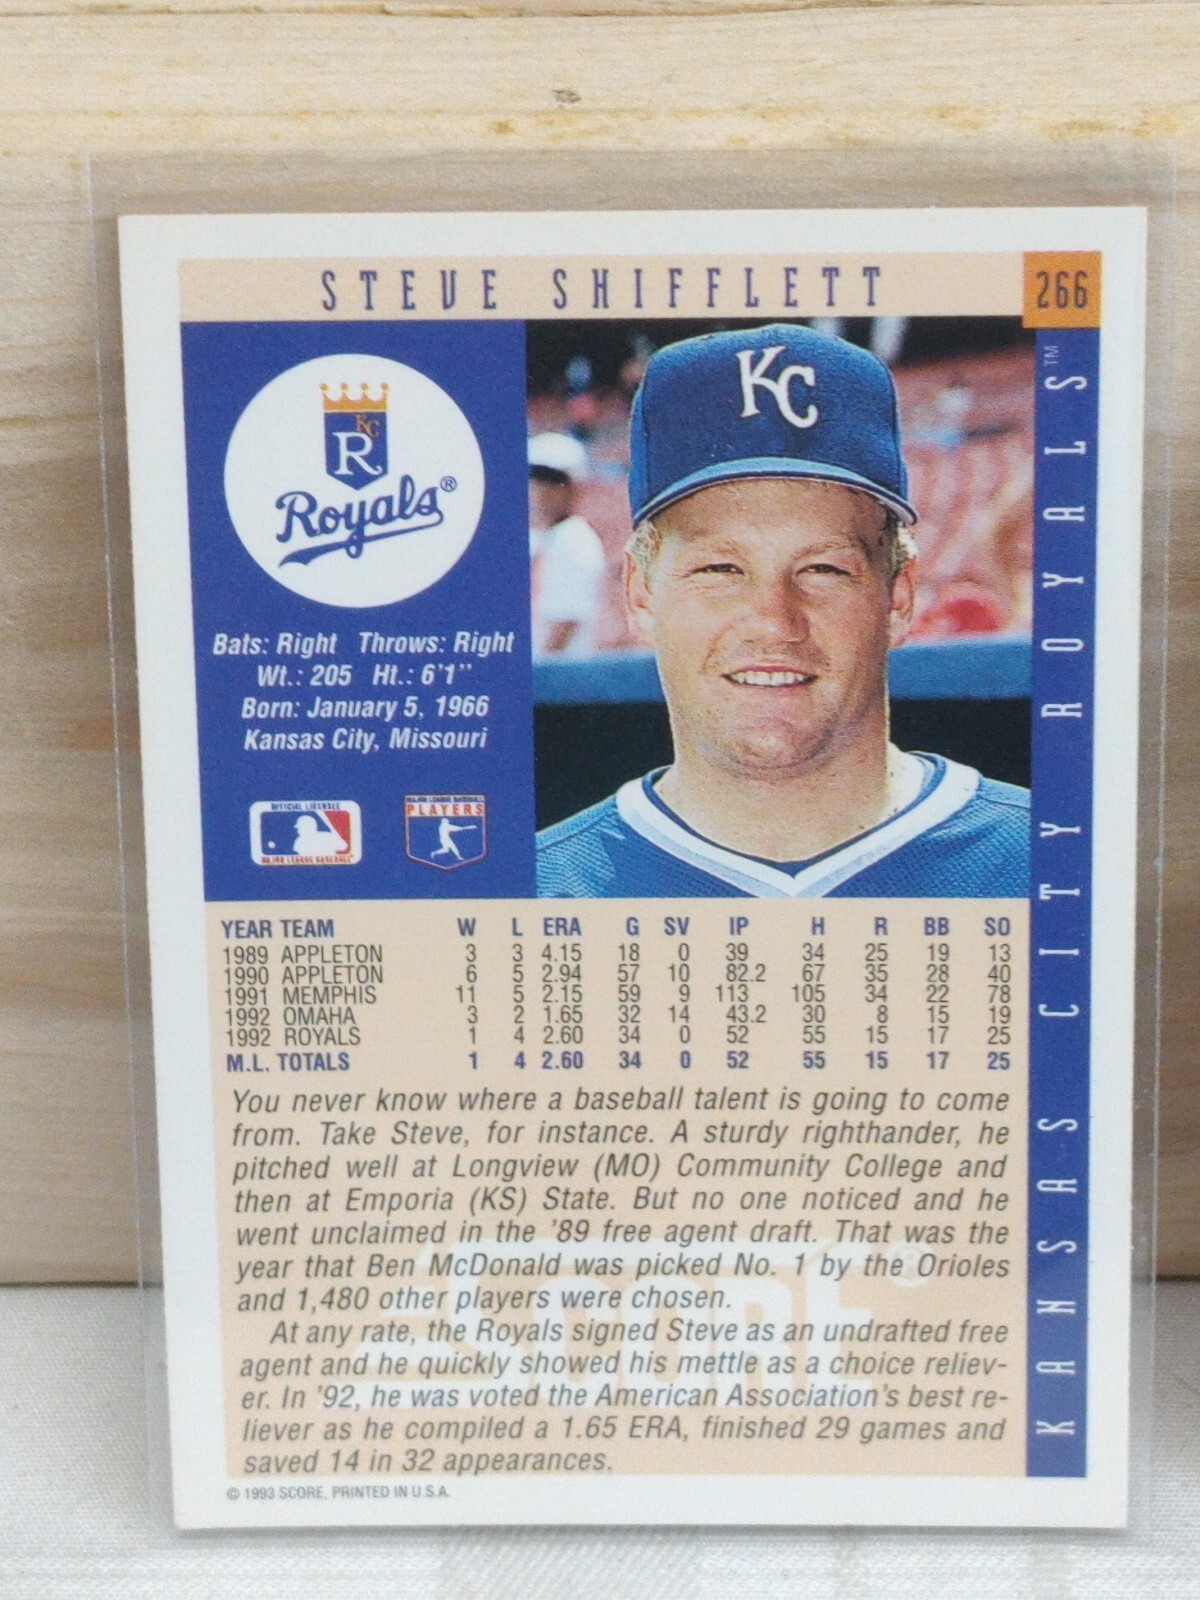 STEVE SHIFFLETT
266
KC
R
Royals®
KC
Bats: Right Throws: Right
Wt.: 205 Ht.: 6'1"
Born: January 5, 1966
Kansas City, Missouri
OFFICIAL LICENSEE
MAJOR LEAGUE BASEBALL
MAJOR LEAGUE BASEBALL
PLAYERS
KANSAS CITY ROYALS™
YEAR TEAM W L ERA G SV IP H R BB SO
1989 APPLETON 3 3 4.15 18 0 39 34 25 19 13
1990 APPLETON 6 5 2.94 57 10 82.2 67 35 28 40
1991 MEMPHIS 11 5 2.15 59 9 113 105 34 22 78
1992 OMAHA 3 2 1.65 32 14 43.2 30 8 15 19
1992 ROYALS 1 4 2.60 34 0 52 55 15 17 25
M.L. TOTALS 1 4 2.60 34 0 52 55 15 17 25
You never know where a baseball talent is going to come
from. Take Steve, for instance. A sturdy righthander, he
pitched well at Longview (MO) Community College and
then at Emporia (KS) State. But no one noticed and he
went unclaimed in the '89 free agent draft. That was the
year that Ben McDonald was picked No. 1 by the Orioles
and 1,480 other players were chosen.
At any rate, the Royals signed Steve as an undrafted free
agent and he quickly showed his mettle as a choice reliev-
er. In '92, he was voted the American Association's best re-
liever as he compiled a 1.65 ERA, finished 29 games and
saved 14 in 32 appearances.
SCORE®
© 1993 SCORE, PRINTED IN U.S.A.